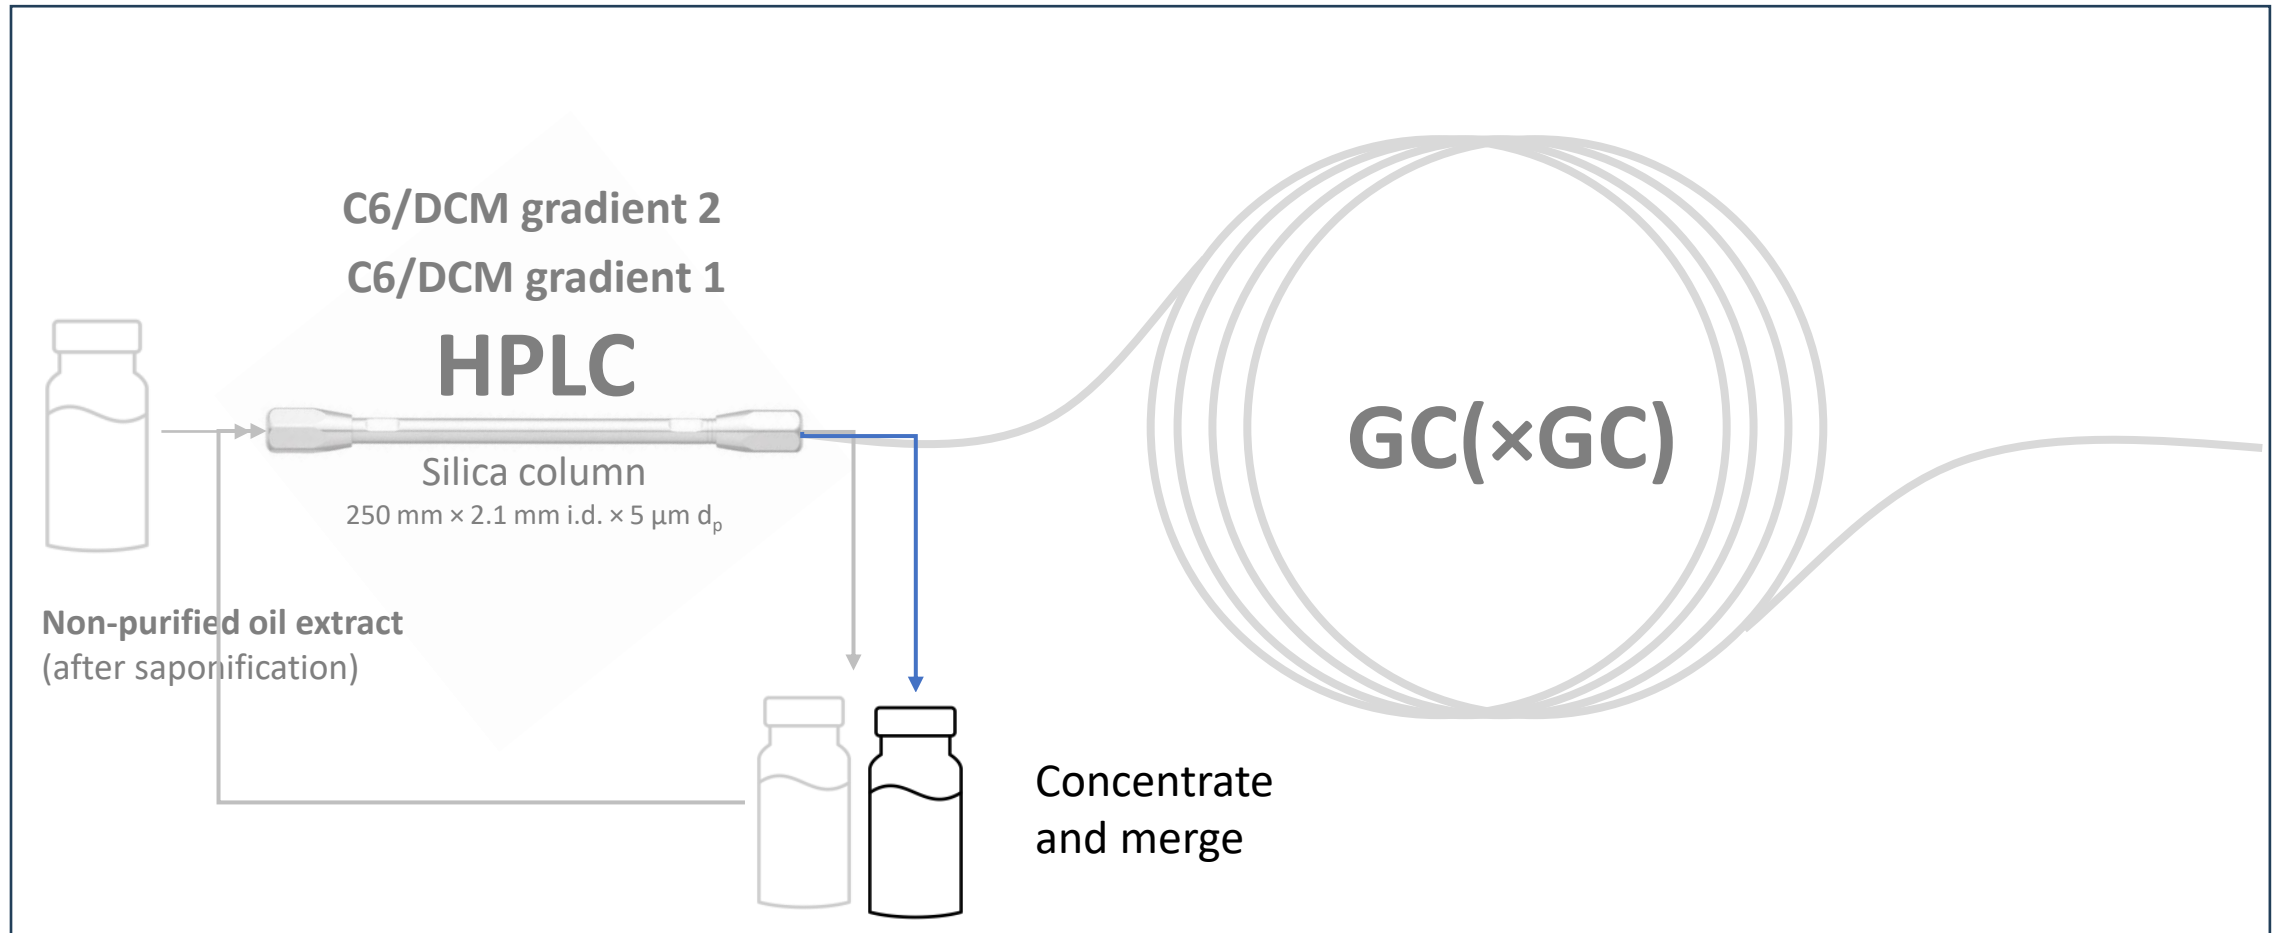 C6/DCM gradient 2
C6/DCM gradient 1
HPLC
Silica column
250 mm × 2.1 mm i.d. × 5 µm dp
Non-purified oil extract
(after saponification)
GC(×GC)
Concentrate
and merge